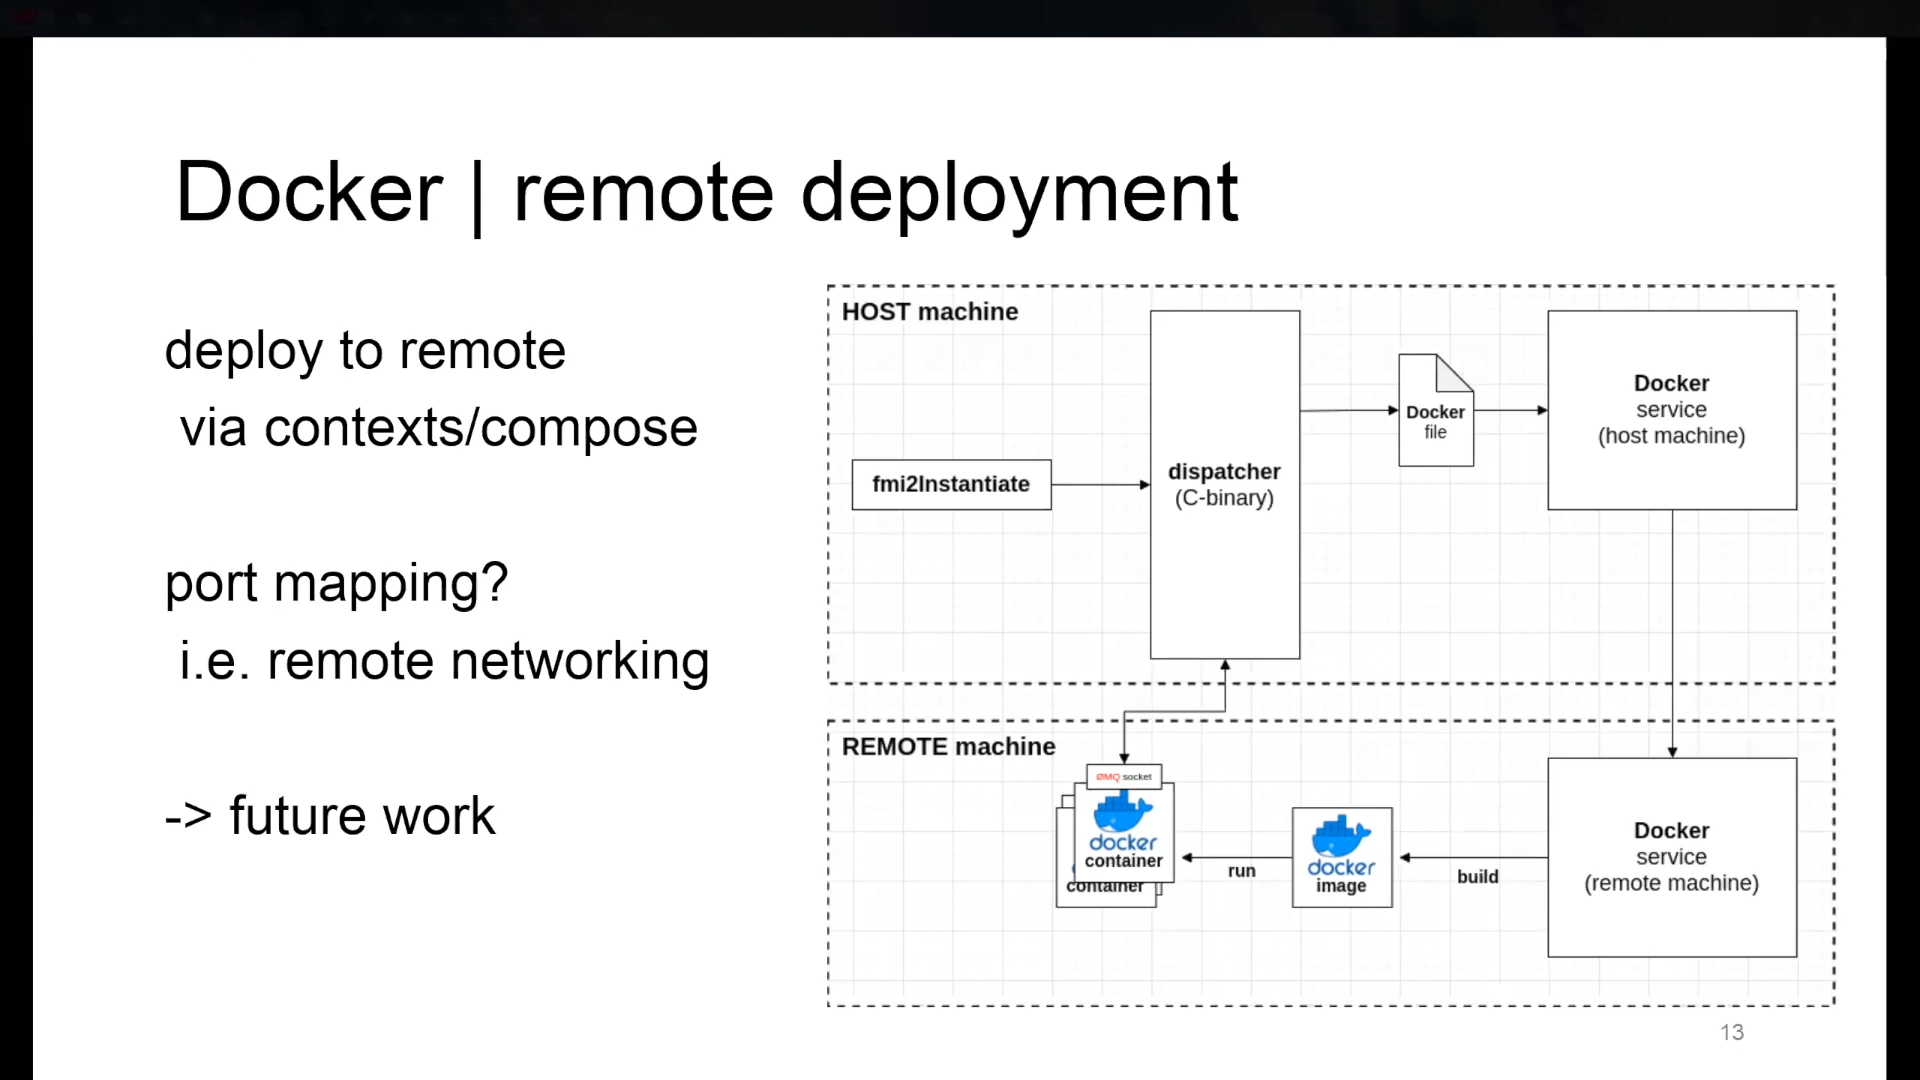 Docker | remote deployment
deploy to remote
via contexts/compose
port mapping?
i.e. remote networking
-> future work
HOST machine
fmi2Instantiate
dispatcher
(C-binary)
Docker
file
Docker
service
(host machine)
REMOTE machine
ØMQ socket
docker
container
container
run
docker
image
build
Docker
service
(remote machine)
13